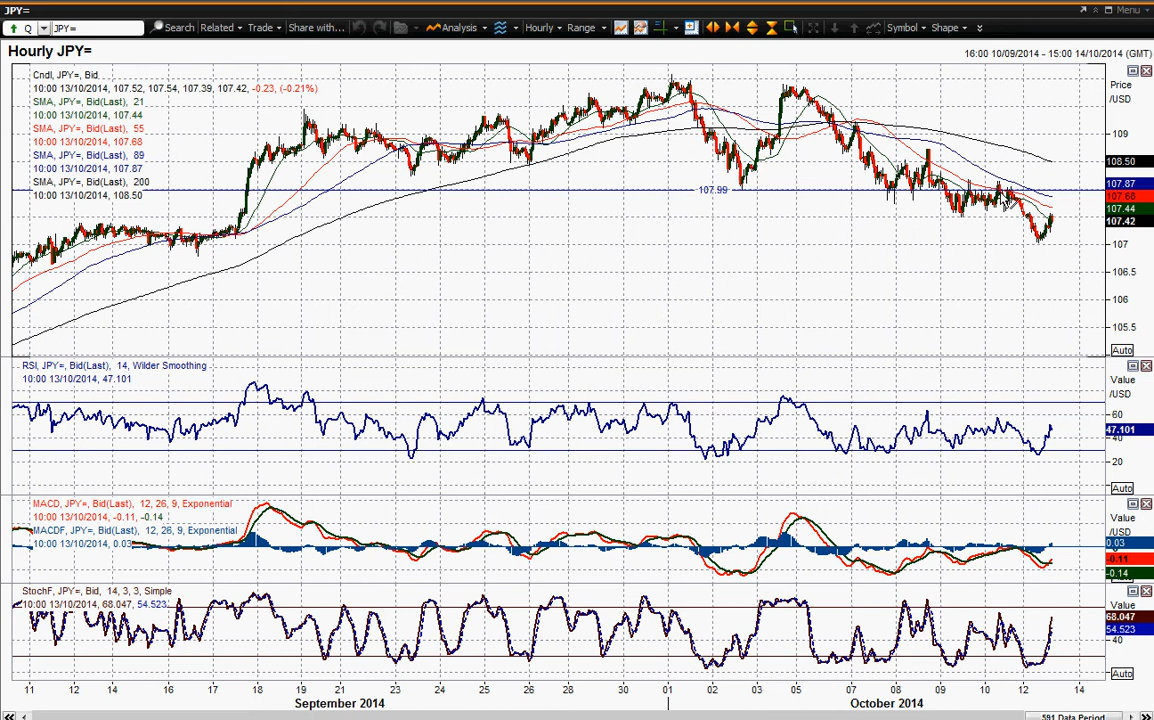 JPY=
Menu
Q JPY= Search Related Trade Share with... Analysis Hourly Range Symbol Shape
Hourly JPY=
16:00 10/09/2014 - 15:00 14/10/2014 (GMT)
Cndl, JPY=, Bid
10:00 13/10/2014, 107.52, 107.54, 107.39, 107.42, -0.23, (-0.21%)
SMA, JPY=, Bid(Last), 21
10:00 13/10/2014, 107.44
SMA, JPY=, Bid(Last), 55
10:00 13/10/2014, 107.68
SMA, JPY=, Bid(Last), 89
10:00 13/10/2014, 107.87
SMA, JPY=, Bid(Last), 200
10:00 13/10/2014, 108.50
107.99
Price
/USD
109
108.50
107.87
107.68
107.44
107.42
107
106.5
106
105.5
Auto
RSI, JPY=, Bid(Last), 14, Wilder Smoothing
10:00 13/10/2014, 47.101
Value
/USD
60
47.101
40
20
Auto
MACD, JPY=, Bid(Last), 12, 26, 9, Exponential
10:00 13/10/2014, -0.11, -0.14
MACDF, JPY=, Bid(Last), 12, 26, 9, Exponential
10:00 13/10/2014, 0.03
Value
/USD
0.03
-0.11
-0.14
StochF, JPY=, Bid, 14, 3, 3, Simple
10:00 13/10/2014, 68.047, 54.523
Value
68.047
54.523
40
Auto
11 12 14 16 17 18 19 21 23 24 25 26 28 30 01 02 03 05 07 08 09 10 12 14
September 2014 October 2014
591 Data Period